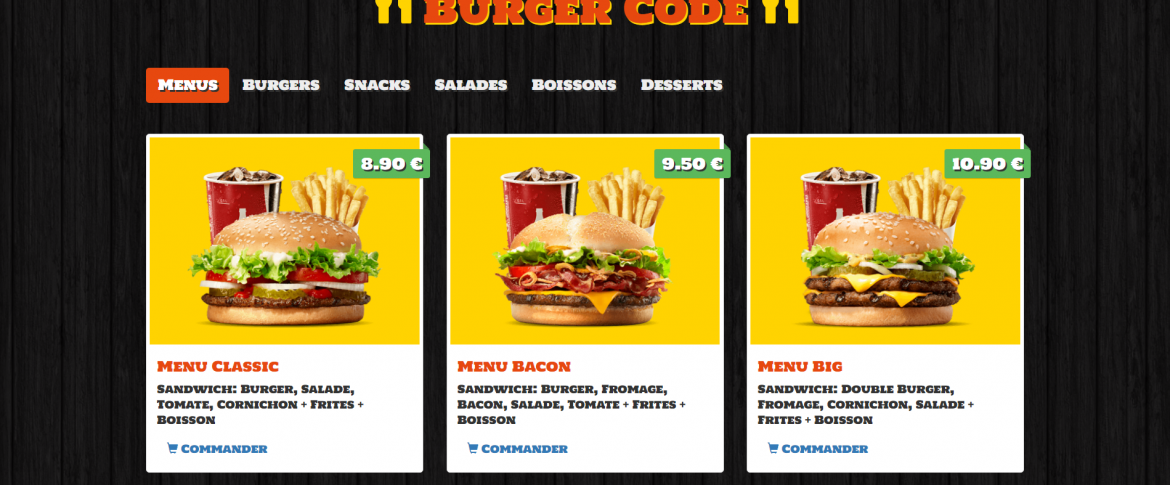 Burger Code
Menus Burgers Snacks Salades Boissons Desserts
8.90 € 9.50 € 10.90 €
Menu Classic
Sandwich: Burger, Salade,
Tomate, Cornichon + Frites +
Boisson
Commander
Menu Bacon
Sandwich: Burger, Fromage,
Bacon, Salade, Tomate + Frites +
Boisson
Commander
Menu Big
Sandwich: Double Burger,
Fromage, Cornichon, Salade +
Frites + Boisson
Commander